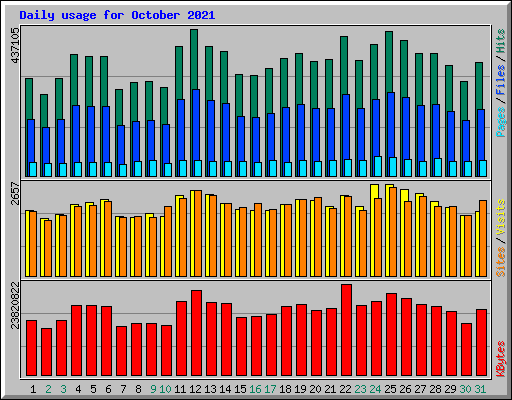 Daily usage for October 2021
437105
Pages / Files / Hits
2657
Sites / Visits
23820822
KBytes
1 2 3 4 5 6 7 8 9 10 11 12 13 14 15 16 17 18 19 20 21 22 23 24 25 26 27 28 29 30 31